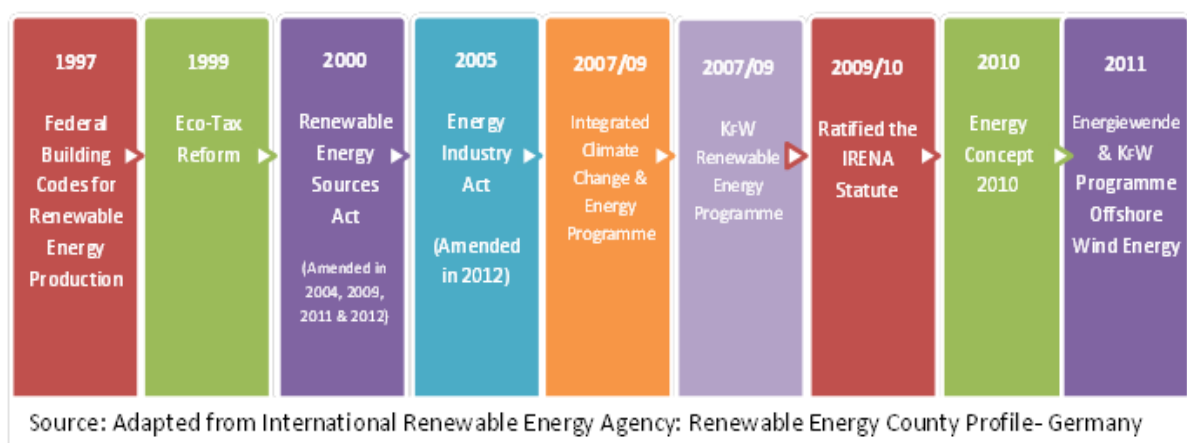 1997
Federal
Building
Codes for
Renewable
Energy
Production
1999
Eco-Tax
Reform
2000
Renewable
Energy
Sources
Act
(Amended in
2004, 2009,
2011 & 2012)
2005
Energy
Industry
Act
(Amended
in 2012)
2007/09
Integrated
Climate
Change &
Energy
Programme
2007/09
KFW
Renewable
Energy
Programme
2009/10
Ratified the
IRENA
Statute
2010
Energy
Concept
2010
2011
Energiewende
& KFW
Programme
Offshore
Wind Energy
Source: Adapted from International Renewable Energy Agency: Renewable Energy County Profile- Germany